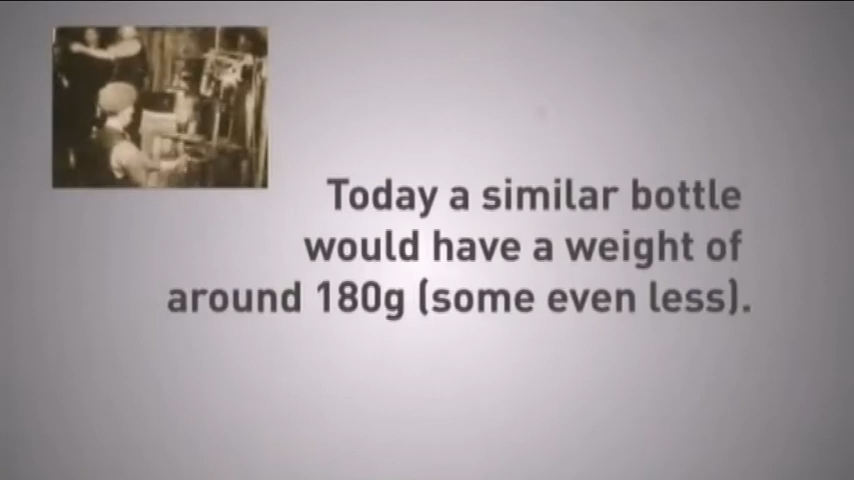 Today a similar bottle
would have a weight of
around 180g (some even less).